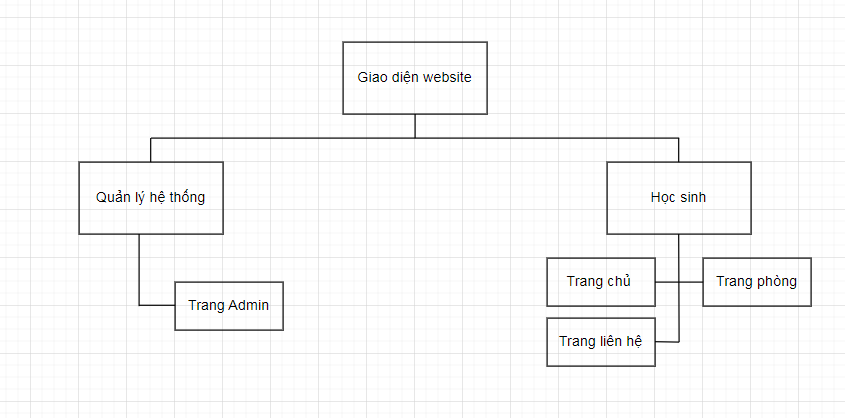 Giao diện website
Quản lý hệ thống
Học sinh
Trang chủ
Trang phòng
Trang Admin
Trang liên hệ